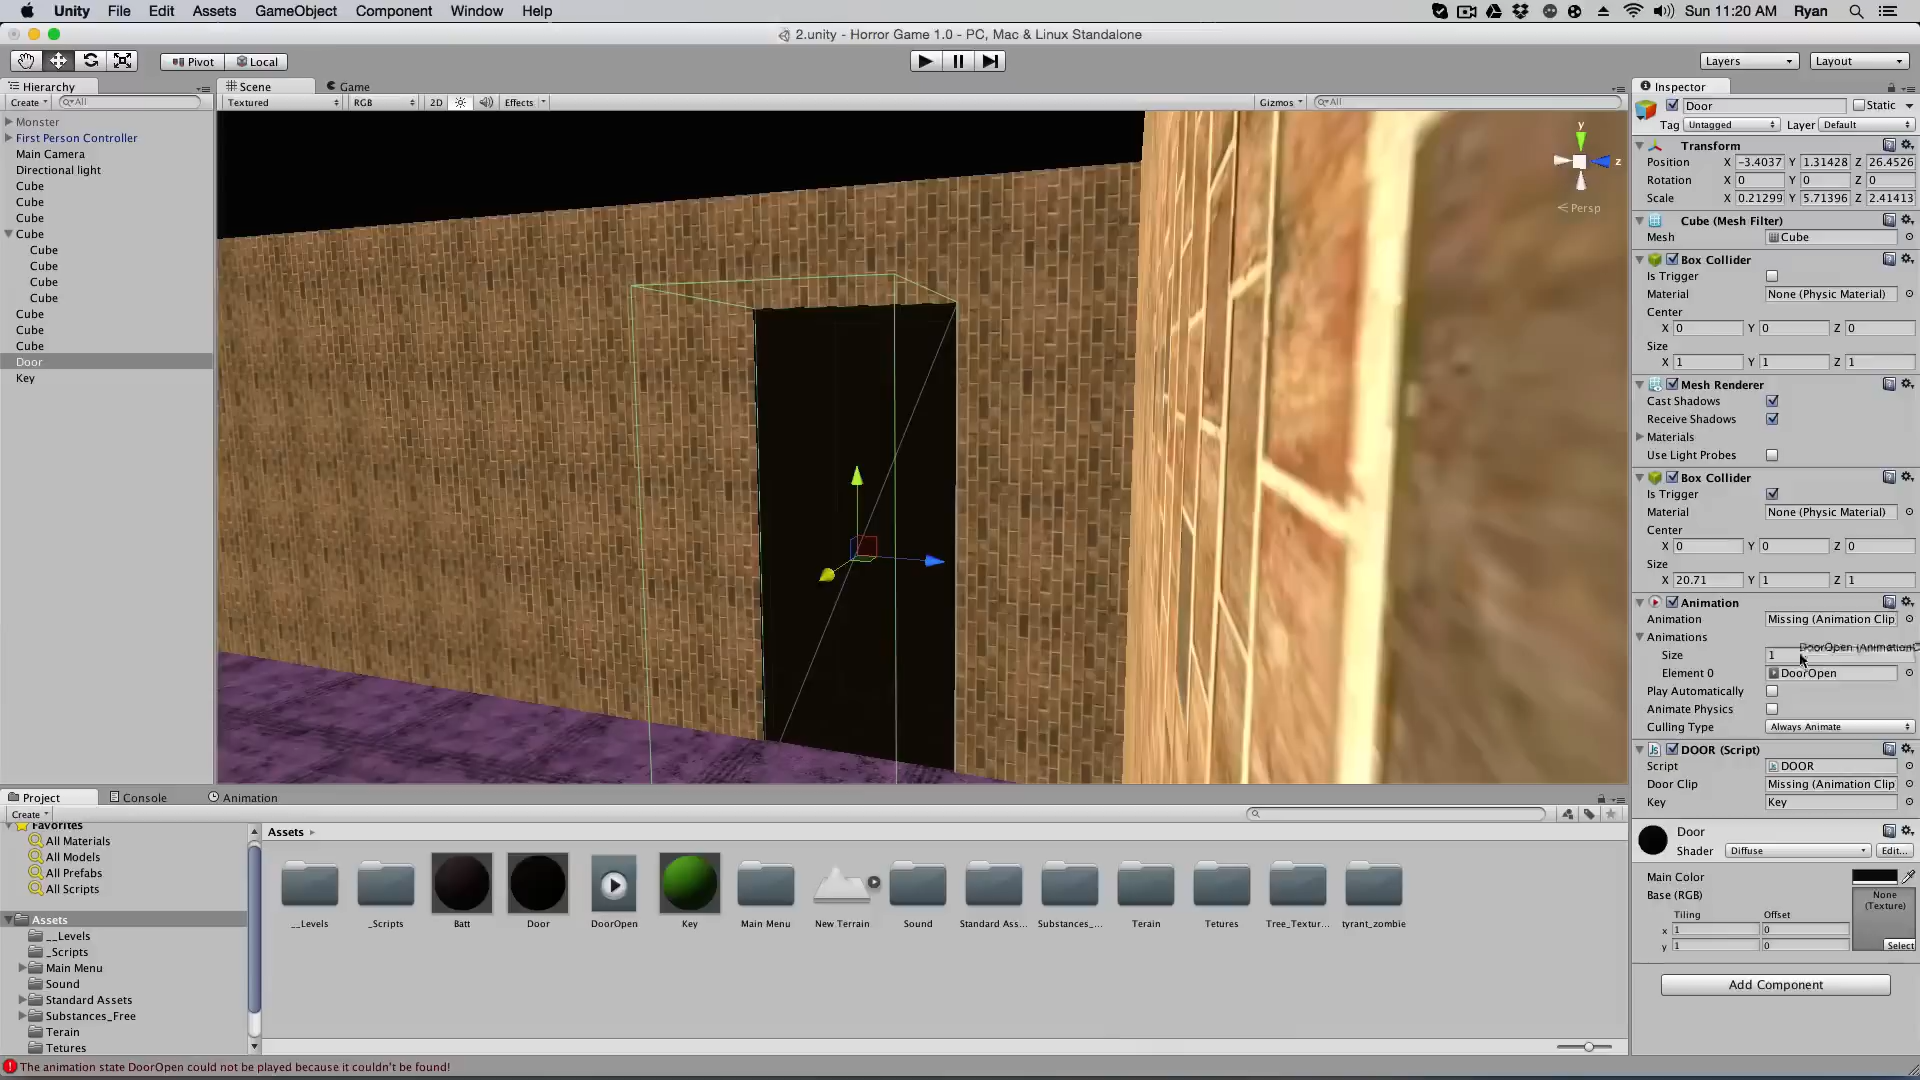 Unity File Edit Assets GameObject Component Window Help
Sun 11:20 AM Ryan
2.unity - Horror Game 1.0 - PC, Mac & Linux Standalone
Pivot Local
Layers Layout
Hierarchy
Create All
Monster
First Person Controller
Main Camera
Directional light
Cube
Cube
Cube
Cube
Cube
Cube
Cube
Cube
Cube
Cube
Cube
Door
Key
Scene Game
Textured RGB 2D Effects Gizmos All
y
z
Persp
Inspector
Door Static
Tag Untagged Layer Default
Transform
Position X -3.4037 Y 1.31428 Z 26.4526
Rotation X 0 Y 0 Z 0
Scale X 0.21299 Y 5.71396 Z 2.41413
Cube (Mesh Filter)
Mesh Cube
Box Collider
Is Trigger
Material None (Physic Material)
Center
X 0 Y 0 Z 0
Size
X 1 Y 1 Z 1
Mesh Renderer
Cast Shadows
Receive Shadows
Materials
Use Light Probes
Box Collider
Is Trigger
Material None (Physic Material)
Center
X 0 Y 0 Z 0
Size
X 20.71 Y 1 Z 1
Animation
Animation Missing (Animation Clip
Animations
DoorOpen (AnimationC
Size 1
Element 0 DoorOpen
Play Automatically
Animate Physics
Culling Type Always Animate
DOOR (Script)
Script DOOR
Door Clip Missing (Animation Clip
Key Key
Door
Shader Diffuse Edit...
Main Color
Base (RGB)
None
(Texture)
Tiling Offset
x 1 0
y 1 0
Select
Add Component
Project Console Animation
Create
Favorites
All Materials
All Models
All Prefabs
All Scripts
Assets
__Levels
_Scripts
Main Menu
Sound
Standard Assets
Substances_Free
Terain
Tetures
Assets
__Levels _Scripts Batt Door DoorOpen Key Main Menu New Terrain Sound Standard Ass... Substances_... Terain Tetures Tree_Textur... tyrant_zombie
The animation state DoorOpen could not be played because it couldn't be found!